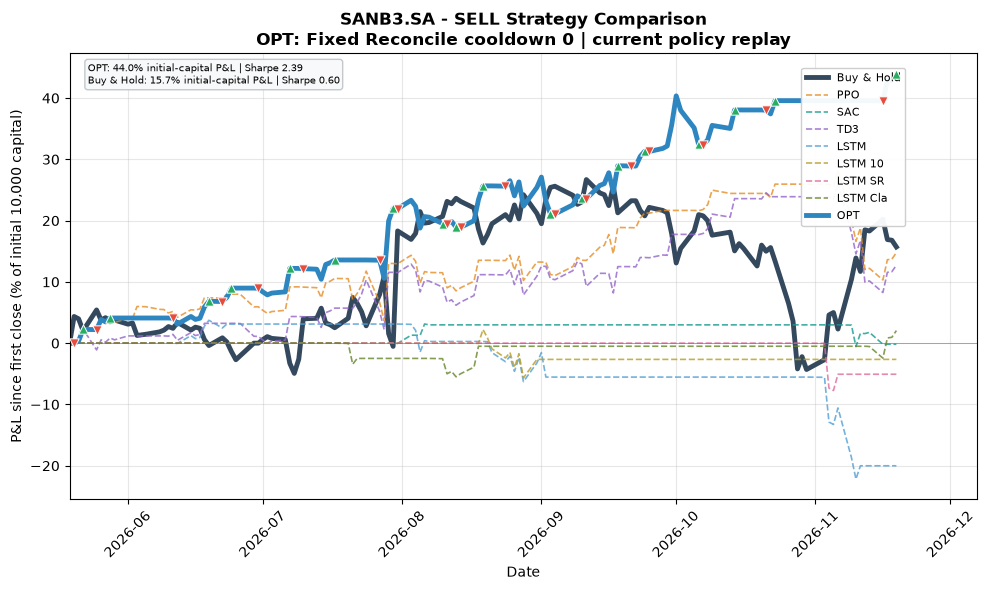 SANB3.SA - SELL Strategy Comparison
OPT: Fixed Reconcile cooldown 0 | current policy replay
OPT: 44.0% initial-capital P&L | Sharpe 2.39
Buy & Hold: 15.7% initial-capital P&L | Sharpe 0.60
Buy & Hold
PPO
SAC
TD3
LSTM
LSTM 10
LSTM SR
LSTM Cla
OPT
P&L since first close (% of initial 10,000 capital)
40
30
20
10
0
−10
−20
2026-06
2026-07
2026-08
2026-09
2026-10
2026-11
2026-12
Date